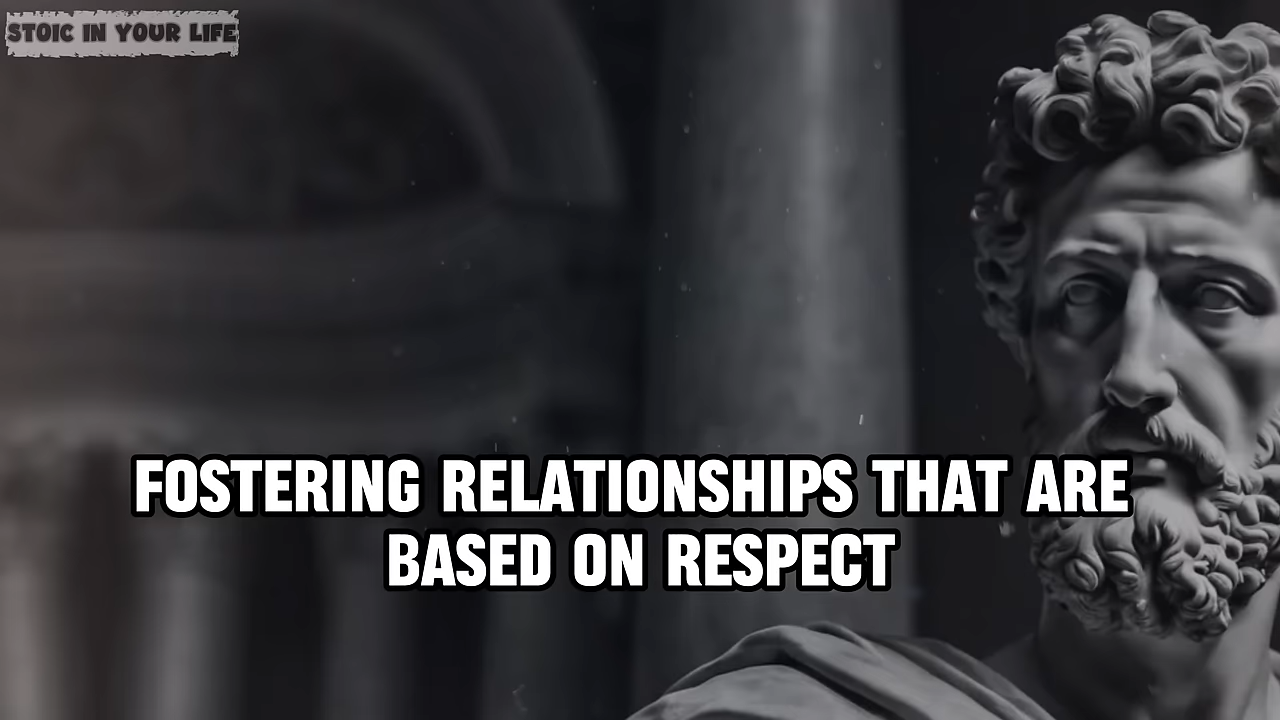 STOIC IN YOUR LIFE
FOSTERING RELATIONSHIPS THAT ARE
BASED ON RESPECT